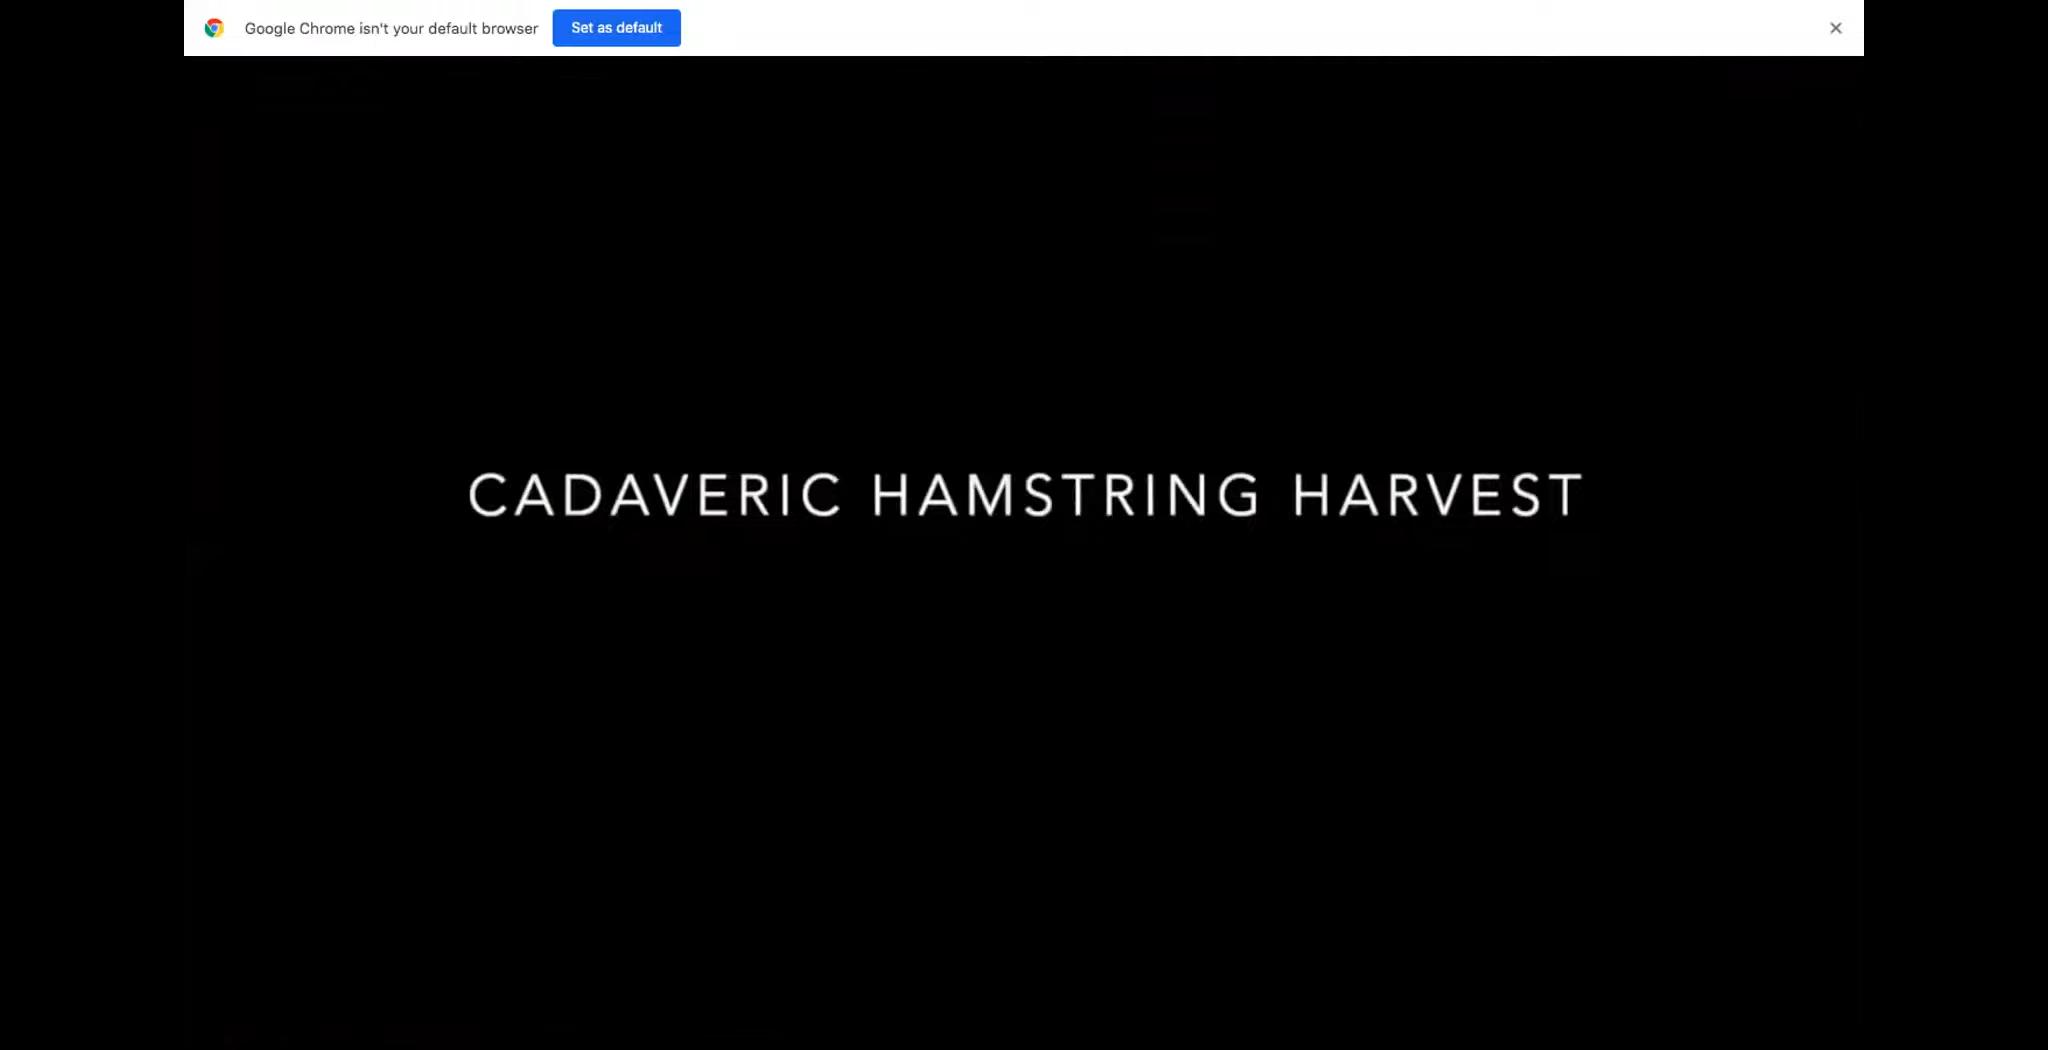 Google Chrome isn't your default browser
Set as default
CADAVERIC HAMSTRING HARVEST